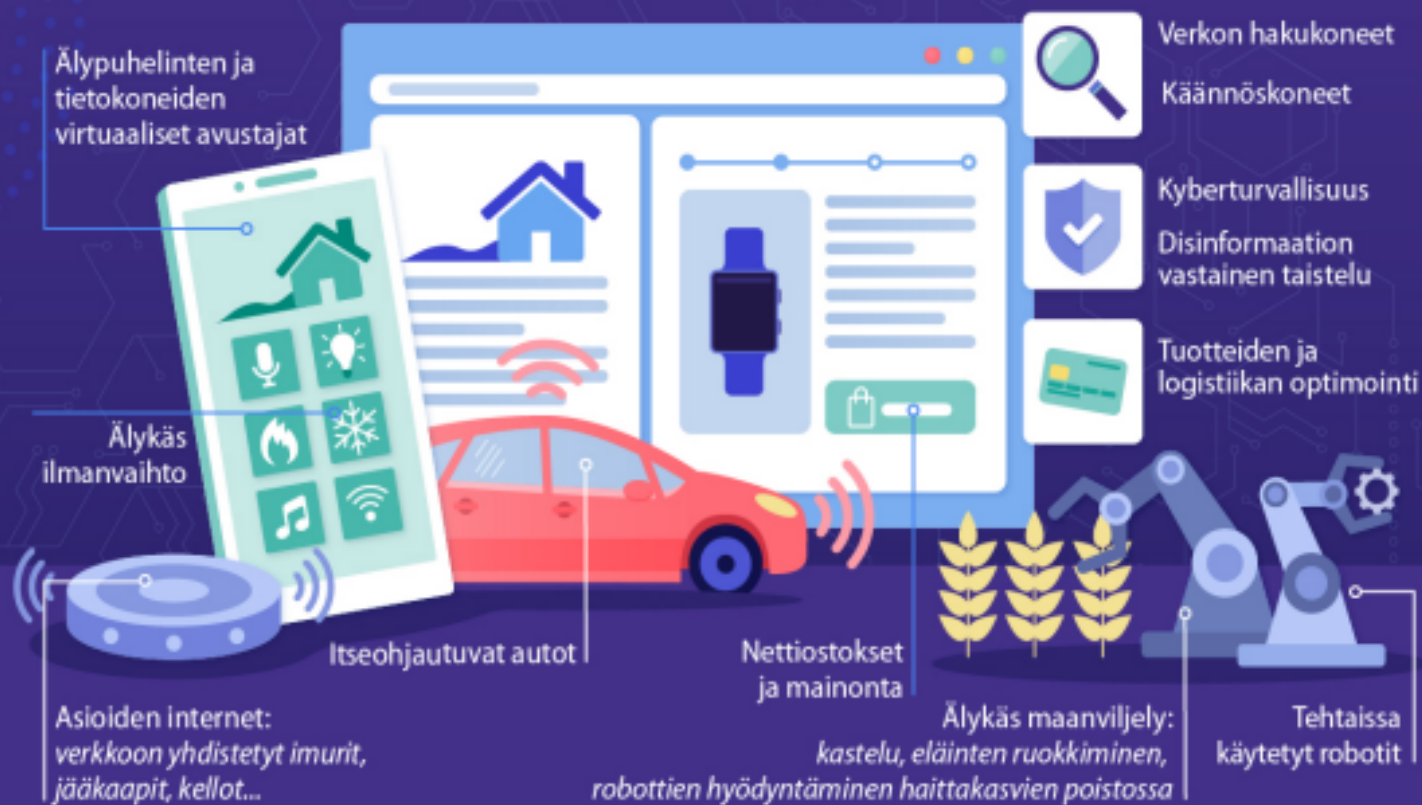 Älypuhelinten ja
tietokoneiden
virtuaaliset avustajat
Verkon hakukoneet
Käännöskoneet
Kyberturvallisuus
Disinformaation
vastainen taistelu
Tuotteiden ja
logistiikan optimointi
Älykäs
ilmanvaihto
Itseohjautuvat autot
Nettiostokset
ja mainonta
Asioiden internet:
verkkoon yhdistetyt imurit,
jääkaapit, kellot...
Älykäs maanviljely:
kastelu, eläinten ruokkiminen,
robottien hyödyntäminen haittakasvien poistossa
Tehtaissa
käytetyt robotit